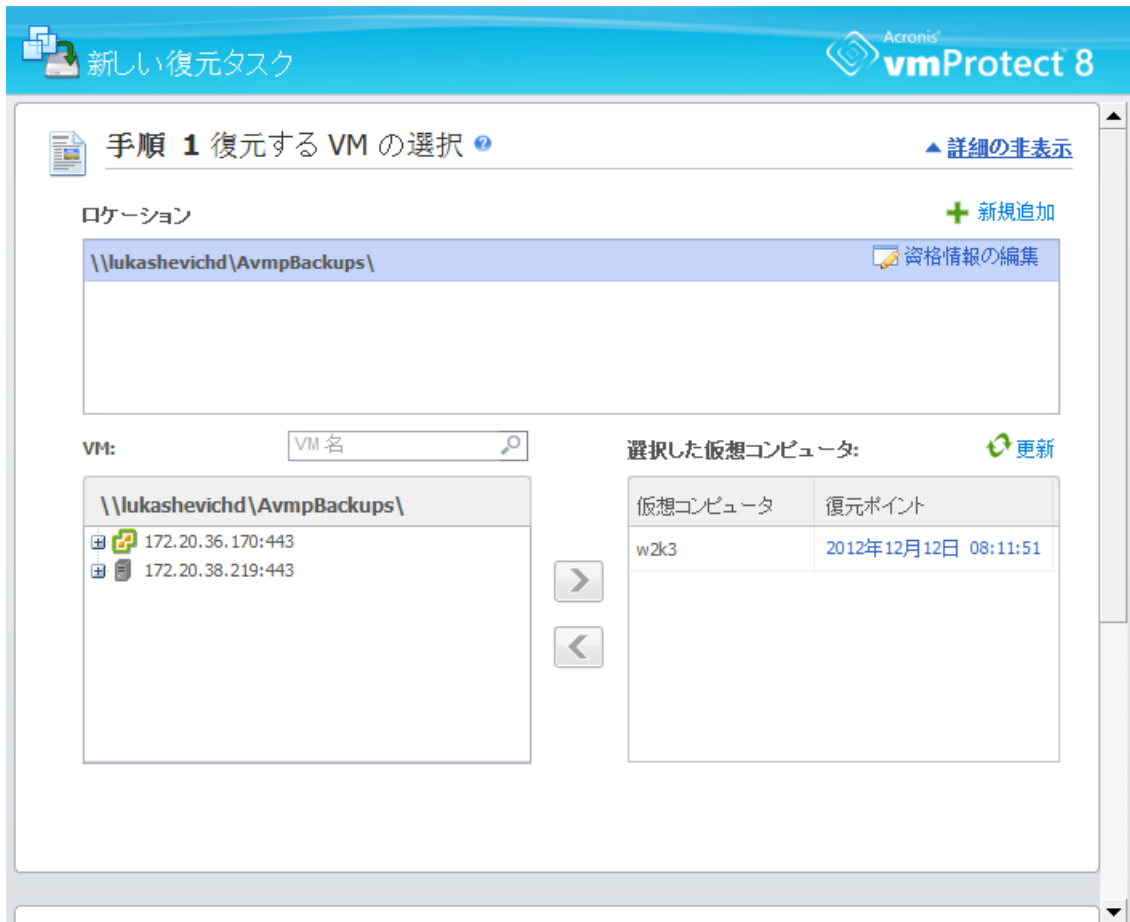 新しい復元タスク
Acronis®
vmProtect™ 8
手順 1 復元する VM の選択
詳細の非表示
ロケーション
新規追加
\\lukashevichd\AvmpBackups\
資格情報の編集
VM:
VM 名
選択した仮想コンピュータ:
更新
\\lukashevichd\AvmpBackups\
仮想コンピュータ 復元ポイント
172.20.36.170:443
172.20.38.219:443
w2k3 2012年12月12日 08:11:51